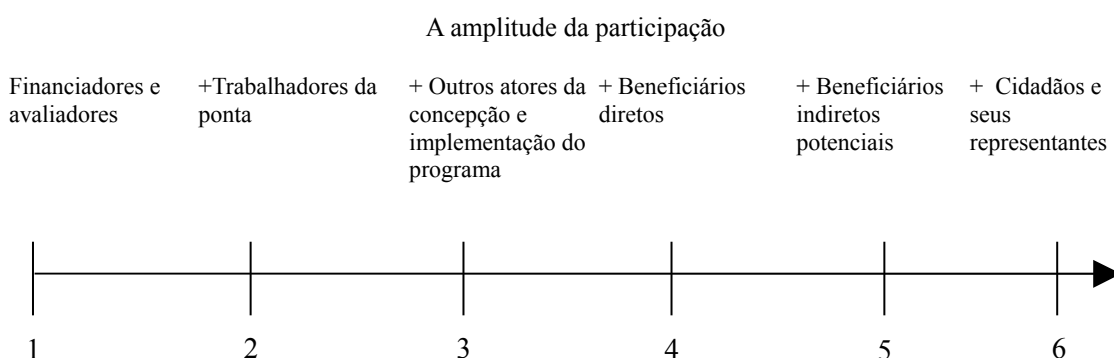 A amplitude da participação
Financiadores e
avaliadores
+Trabalhadores da
ponta
+ Outros atores da
concepção e
implementação do
programa
+ Beneficiários
diretos
+ Beneficiários
indiretos
potenciais
+ Cidadãos e
seus
representantes
1
2
3
4
5
6